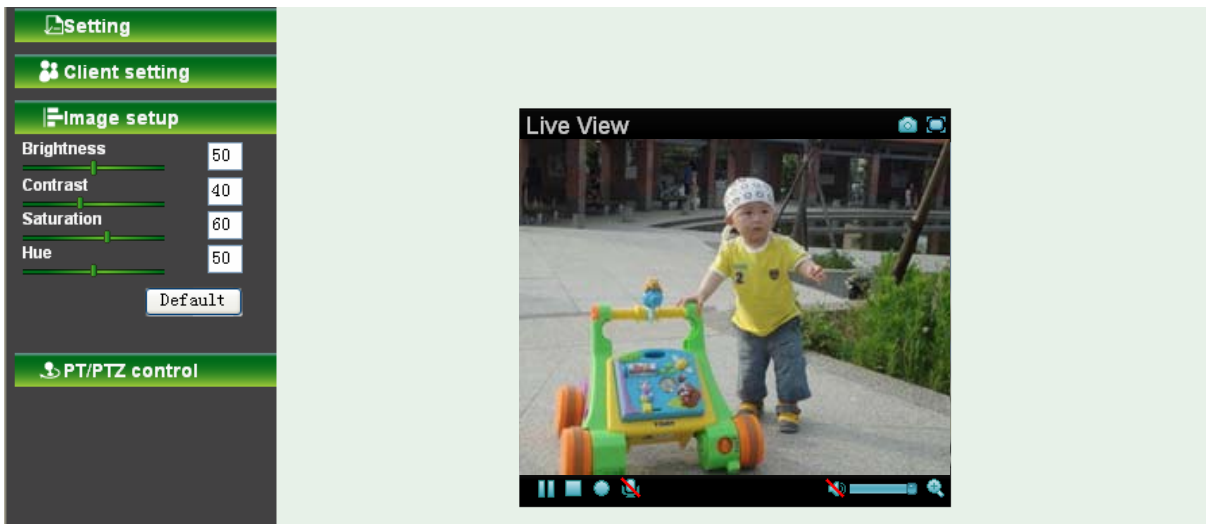 Setting
Client setting
Image setup
Brightness
50
Contrast
40
Saturation
60
Hue
50
Default
PT/PTZ control
Live View
2